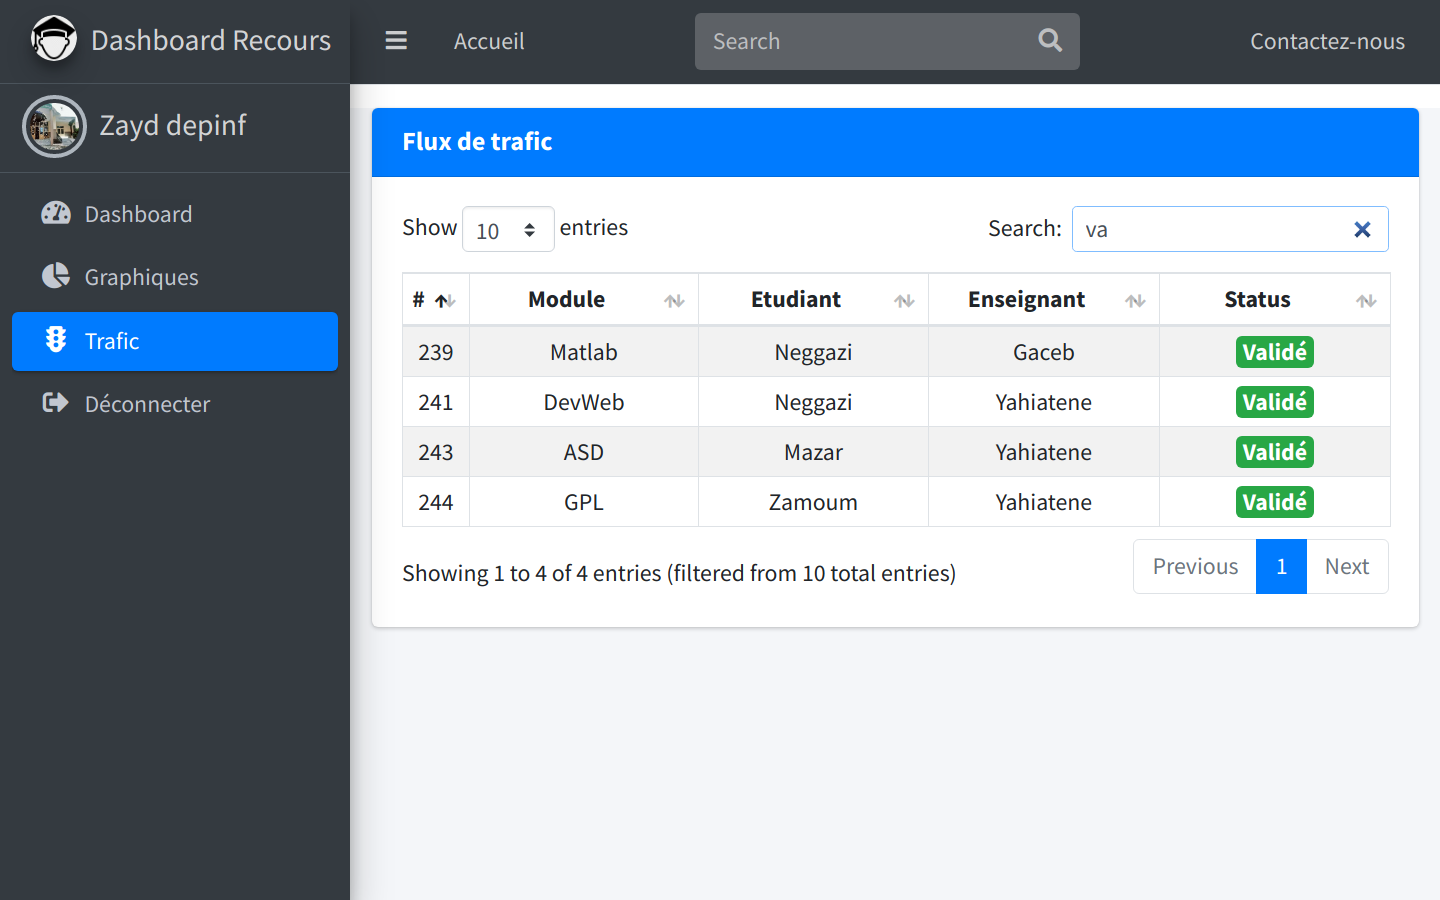 Dashboard Recours
Accueil
Search
Contactez-nous
Zayd depinf
Dashboard
Graphiques
Trafic
Déconnecter
Flux de trafic
Show 10 entries
Search: va
# Module Etudiant Enseignant Status
239 Matlab Neggazi Gaceb Validé
241 DevWeb Neggazi Yahiatene Validé
243 ASD Mazar Yahiatene Validé
244 GPL Zamoum Yahiatene Validé
Showing 1 to 4 of 4 entries (filtered from 10 total entries)
Previous 1 Next